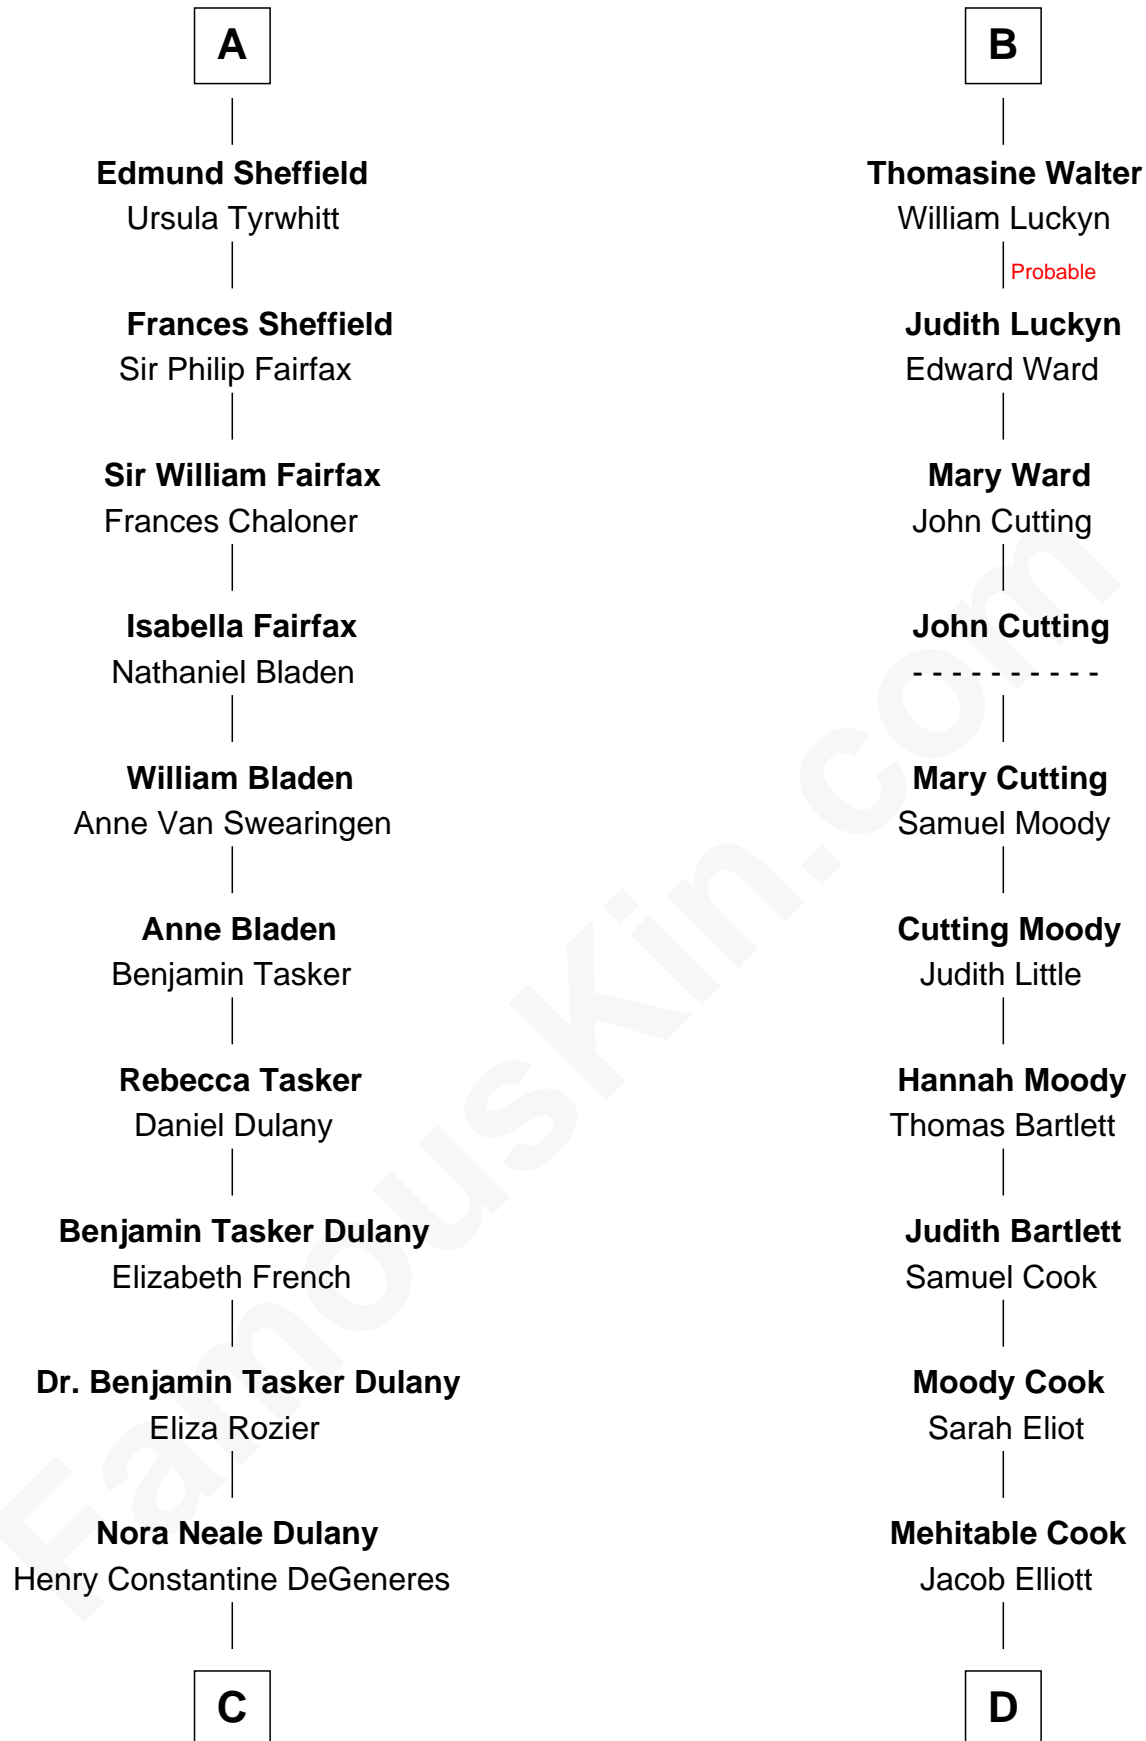 A
Edmund Sheffield
Ursula Tyrwhitt
Frances Sheffield
Sir Philip Fairfax
Sir William Fairfax
Frances Chaloner
Isabella Fairfax
Nathaniel Bladen
William Bladen
Anne Van Swearingen
Anne Bladen
Benjamin Tasker
Rebecca Tasker
Daniel Dulany
Benjamin Tasker Dulany
Elizabeth French
Dr. Benjamin Tasker Dulany
Eliza Rozier
Nora Neale Dulany
Henry Constantine DeGeneres
C
B
Thomasine Walter
William Luckyn
Probable
Judith Luckyn
Edward Ward
Mary Ward
John Cutting
John Cutting
- - - - - - - - - -
Mary Cutting
Samuel Moody
Cutting Moody
Judith Little
Hannah Moody
Thomas Bartlett
Judith Bartlett
Samuel Cook
Moody Cook
Sarah Eliot
Mehitable Cook
Jacob Elliott
D
FamousKin.com